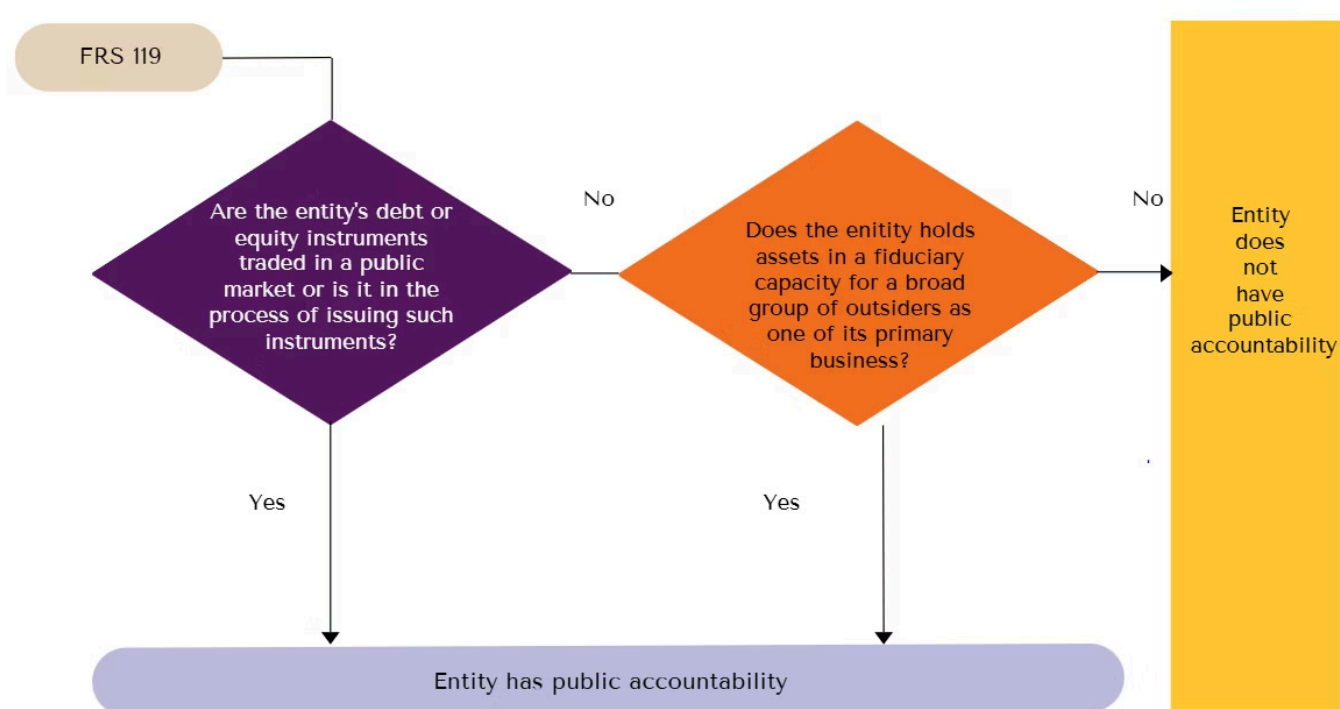 FRS 119
Are the entity's debt or
equity instruments
traded in a public
market or is it in the
process of issuing such
instruments?
No
Does the enitity holds
assets in a fiduciary
capacity for a broad
group of outsiders as
one of its primary
business?
No
Entity
does
not
have
public
accountability
Yes
Yes
Entity has public accountability